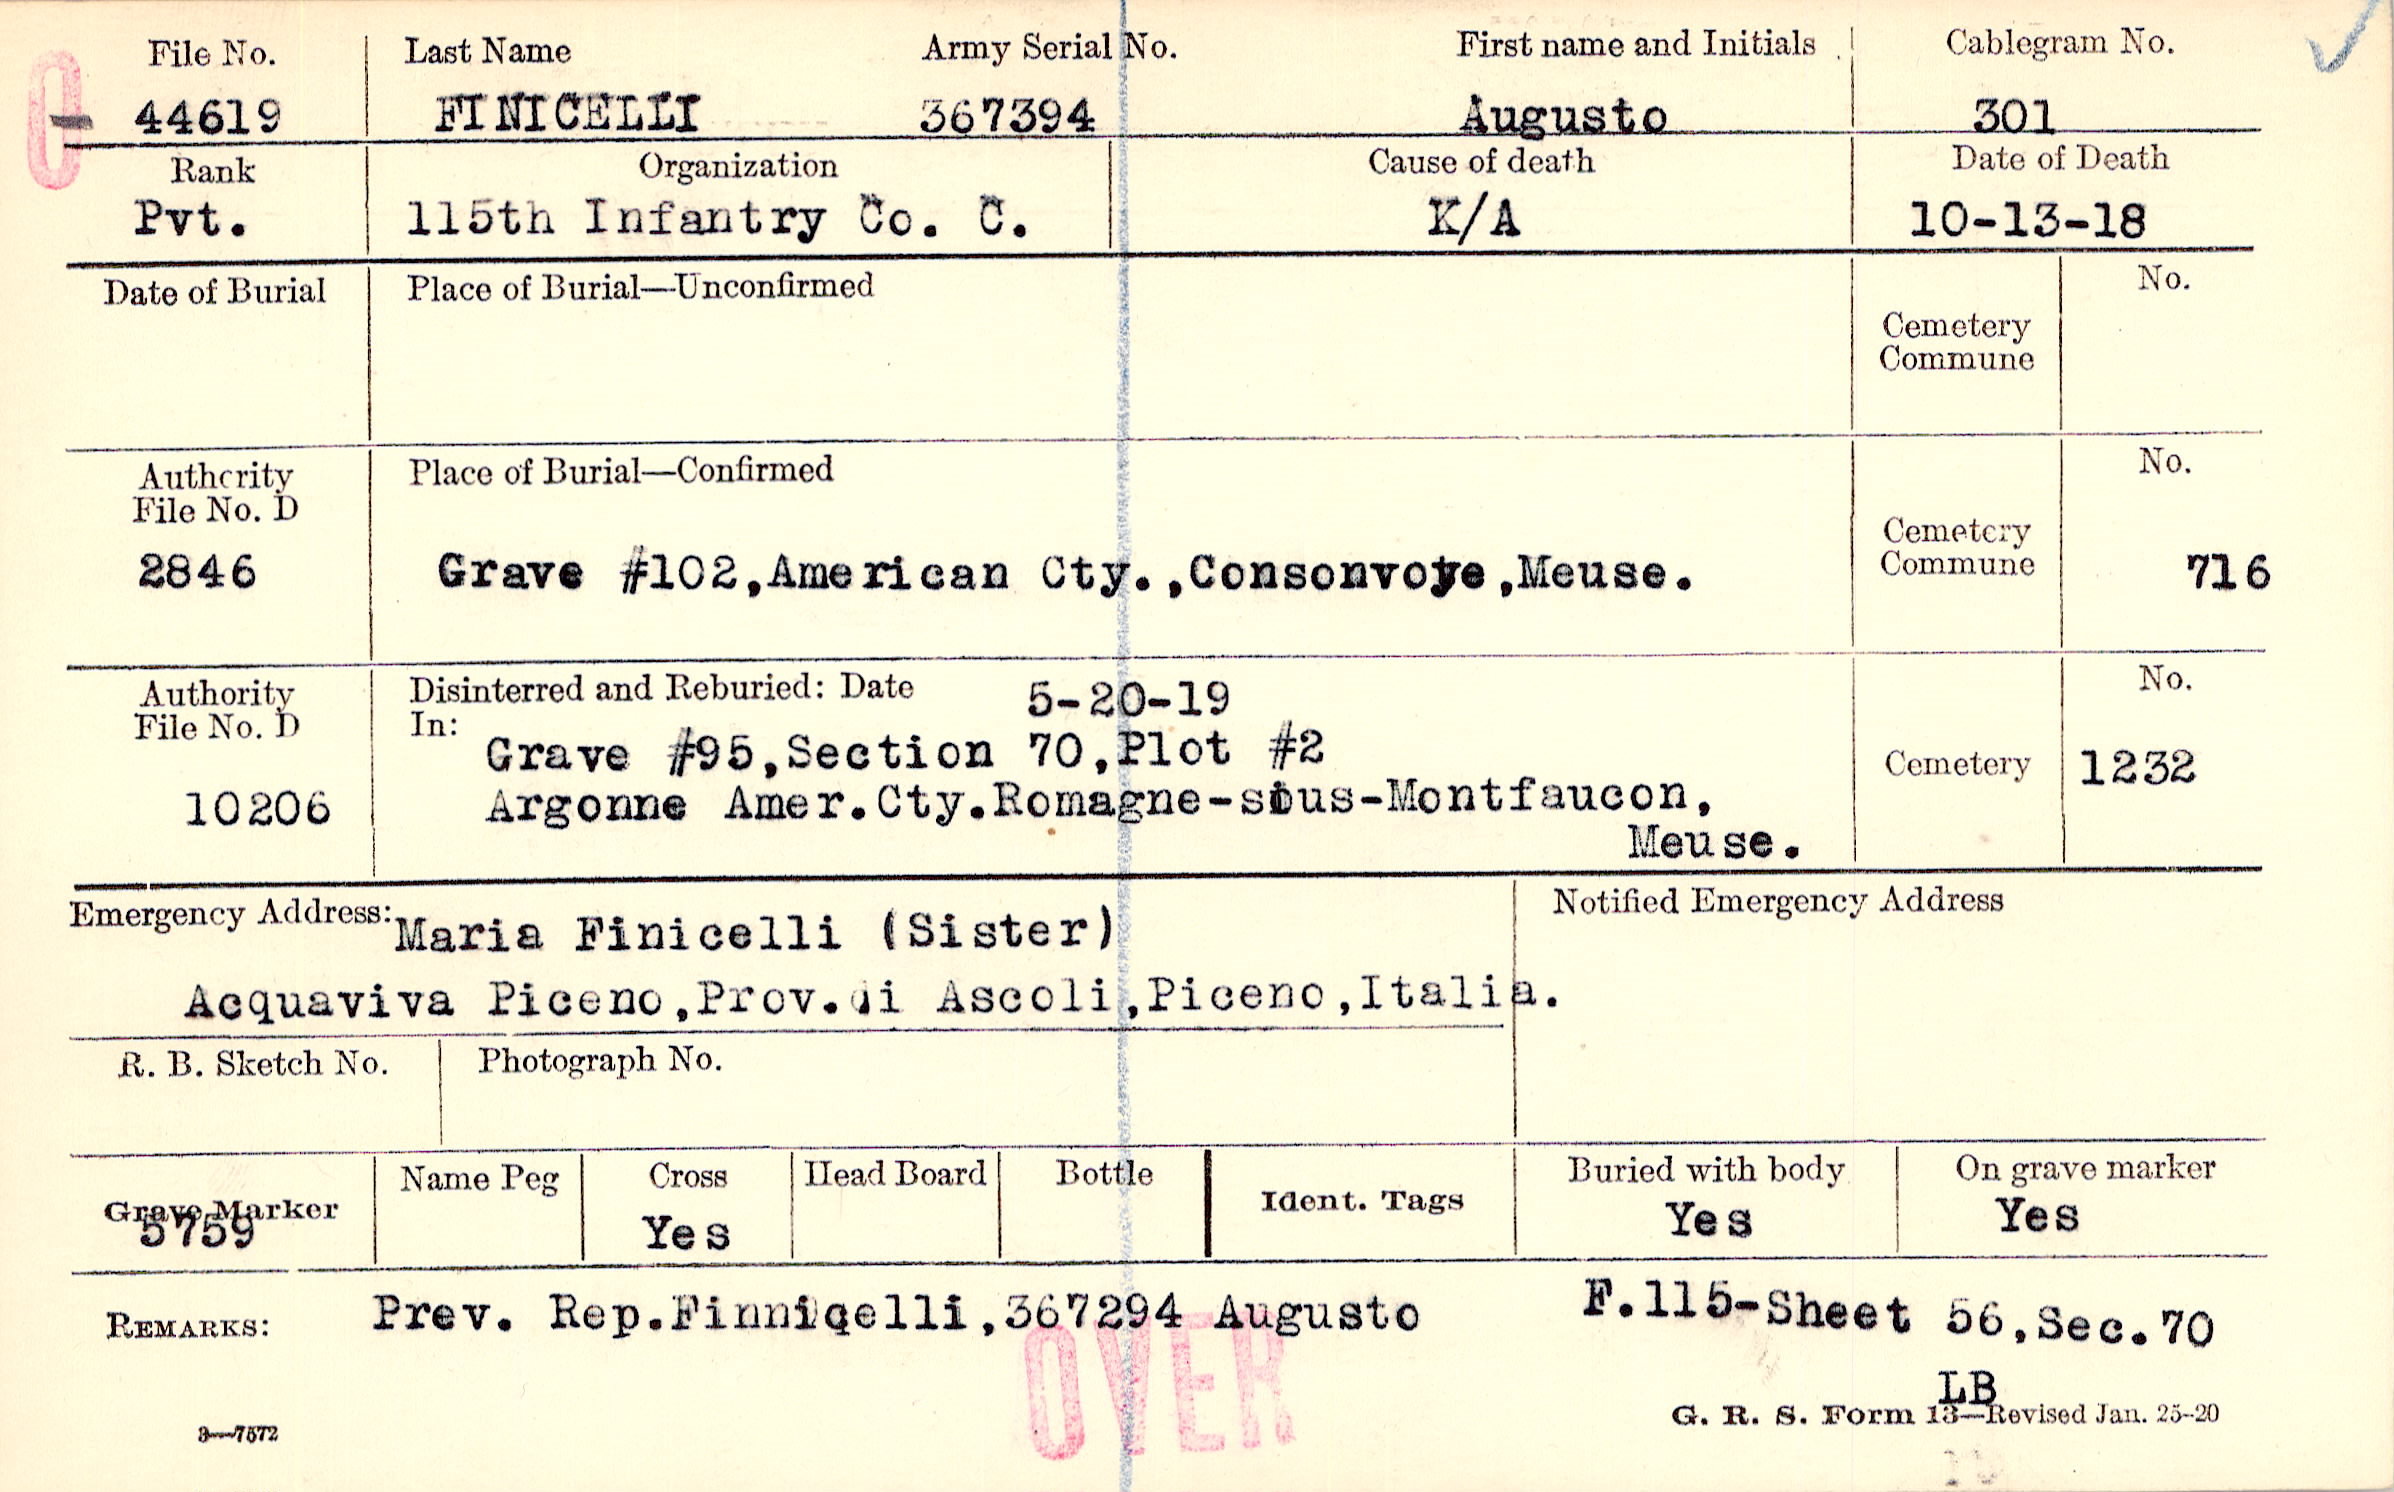 File No. Last Name Army Serial No. First name and Initials Cablegram No.
44619 FINICELLI 367394 Augusto 301
Rank Organization Cause of death Date of Death
Pvt. 115th Infantry Co. C. K/A 10-13-18
Date of Burial Place of Burial—Unconfirmed No.
Cemetery
Commune
Authority Place of Burial—Confirmed No.
File No. D
Cemetery
Commune
2846 Grave #102,American Cty.,Consonvoye,Meuse. 716
Authority Disinterred and Reburied: Date 5-20-19 No.
File No. D In:
Grave #95,Section 70,Plot #2
Cemetery 1232
10206 Argonne Amer.Cty.Romagne-sous-Montfaucon,
Meuse.
Emergency Address: Maria Finicelli (Sister) Notified Emergency Address
Acquaviva Piceno,Prov.di Ascoli,Piceno,Italia.
R. B. Sketch No. Photograph No.
Name Peg Cross Head Board Bottle Buried with body On grave marker
Grave Marker Ident. Tags
5759 Yes Yes Yes
REMARKS: Prev. Rep.Finnicelli,367294 Augusto F.115-Sheet 56,Sec.70
OVER
LB
G. R. S. Form 13—Revised Jan. 25-20
3—7572